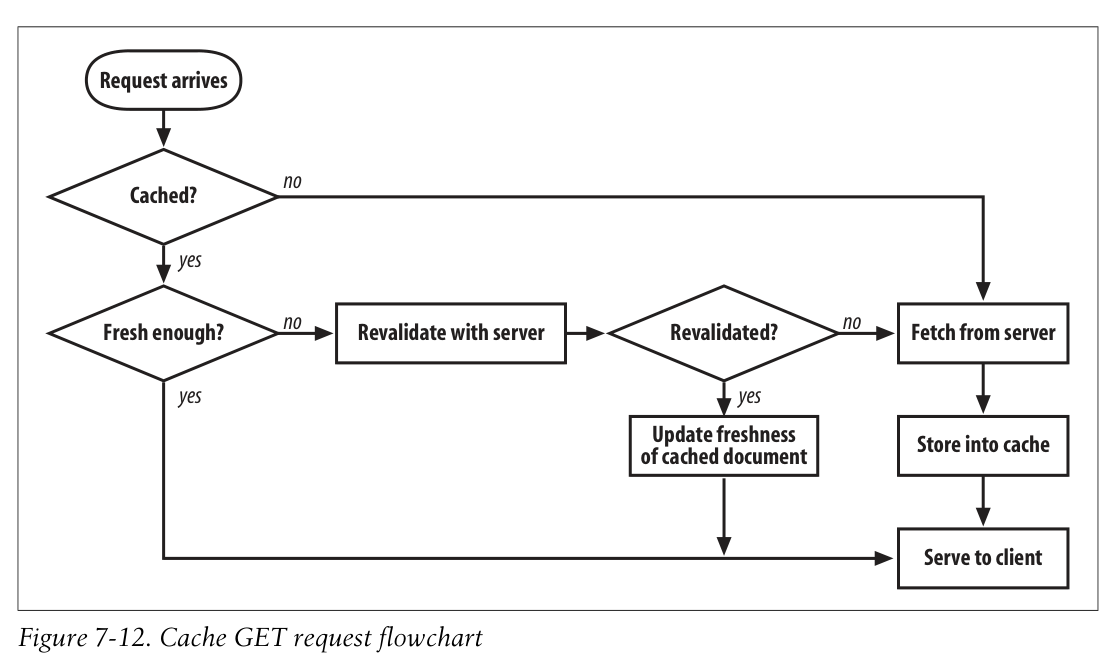 Request arrives
Cached?
no
yes
Fresh enough?
no
Revalidate with server
Revalidated?
no
Fetch from server
yes
yes
Update freshness
of cached document
Store into cache
Serve to client
Figure 7-12. Cache GET request flowchart